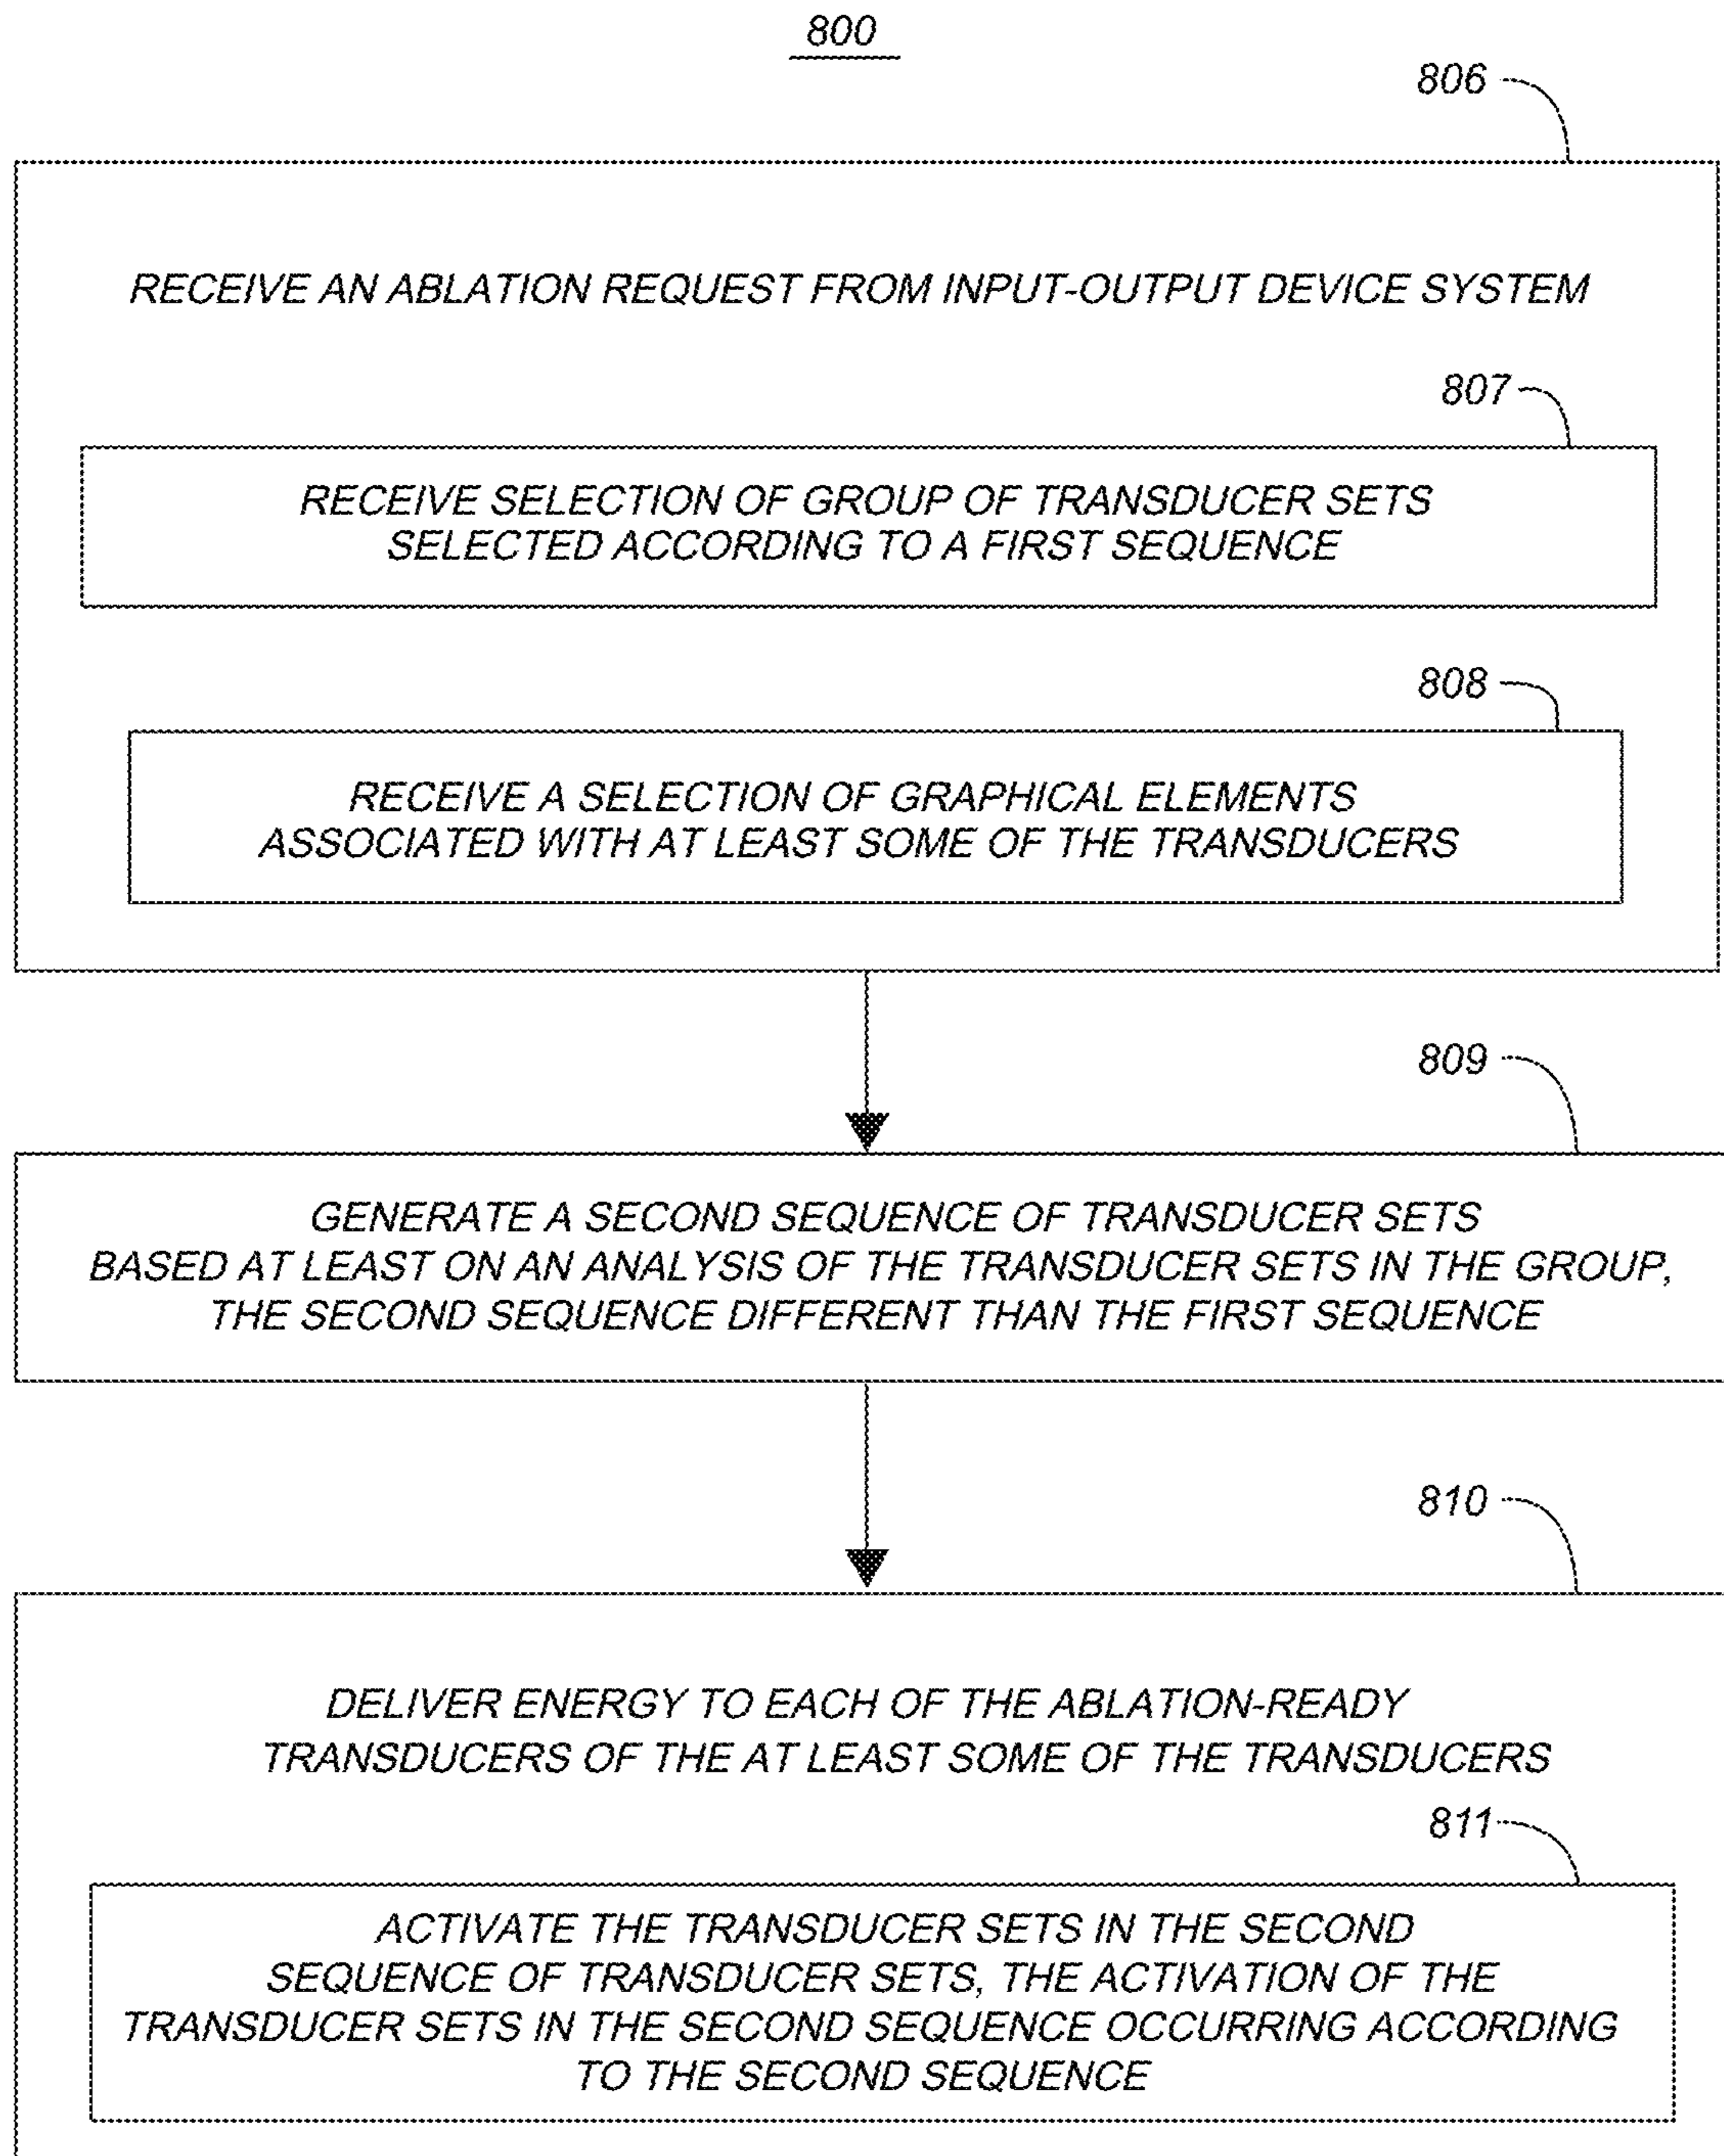 800
806
RECEIVE AN ABLATION REQUEST FROM INPUT-OUTPUT DEVICE SYSTEM
807
RECEIVE SELECTION OF GROUP OF TRANSDUCER SETS
SELECTED ACCORDING TO A FIRST SEQUENCE
808
RECEIVE A SELECTION OF GRAPHICAL ELEMENTS
ASSOCIATED WITH AT LEAST SOME OF THE TRANSDUCERS
809
GENERATE A SECOND SEQUENCE OF TRANSDUCER SETS
BASED AT LEAST ON AN ANALYSIS OF THE TRANSDUCER SETS IN THE GROUP,
THE SECOND SEQUENCE DIFFERENT THAN THE FIRST SEQUENCE
810
DELIVER ENERGY TO EACH OF THE ABLATION-READY
TRANSDUCERS OF THE AT LEAST SOME OF THE TRANSDUCERS
811
ACTIVATE THE TRANSDUCER SETS IN THE SECOND
SEQUENCE OF TRANSDUCER SETS, THE ACTIVATION OF THE
TRANSDUCER SETS IN THE SECOND SEQUENCE OCCURRING ACCORDING
TO THE SECOND SEQUENCE